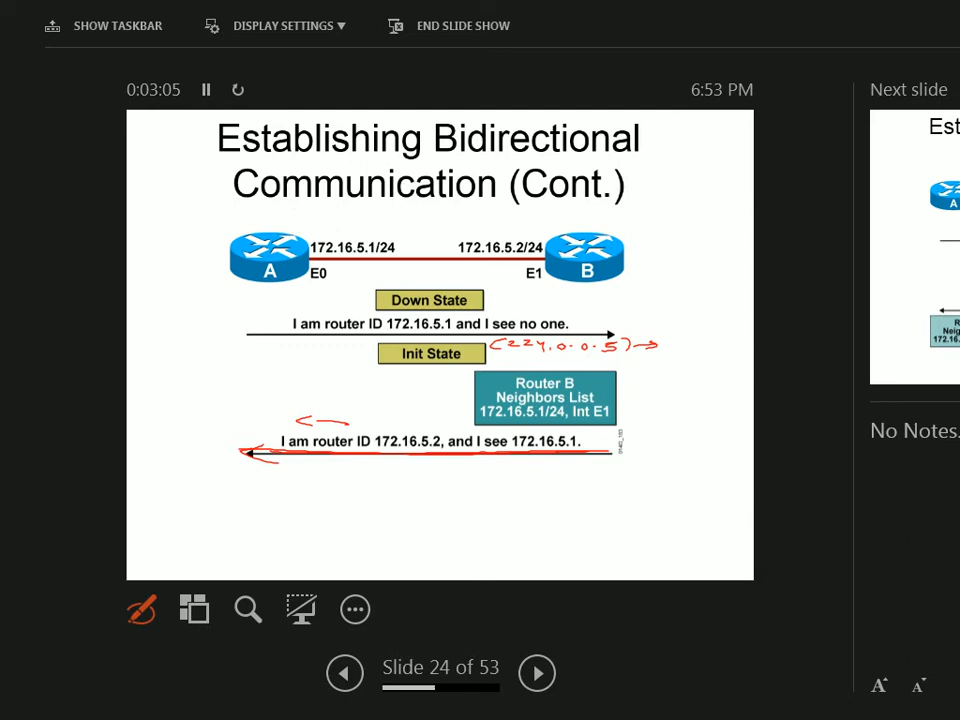 SHOW TASKBAR
DISPLAY SETTINGS
END SLIDE SHOW
0:03:05
6:53 PM
Next slide
Establishing Bidirectional
Communication (Cont.)
172.16.5.1/24
172.16.5.2/24
A
E0
E1
B
Down State
I am router ID 172.16.5.1 and I see no one.
Init State
(224.0.0.5)
Router B
Neighbors List
172.16.5.1/24, Int E1
I am router ID 172.16.5.2, and I see 172.16.5.1.
Est
A
R
Neig
172.16
No Notes.
Slide 24 of 53
A
A